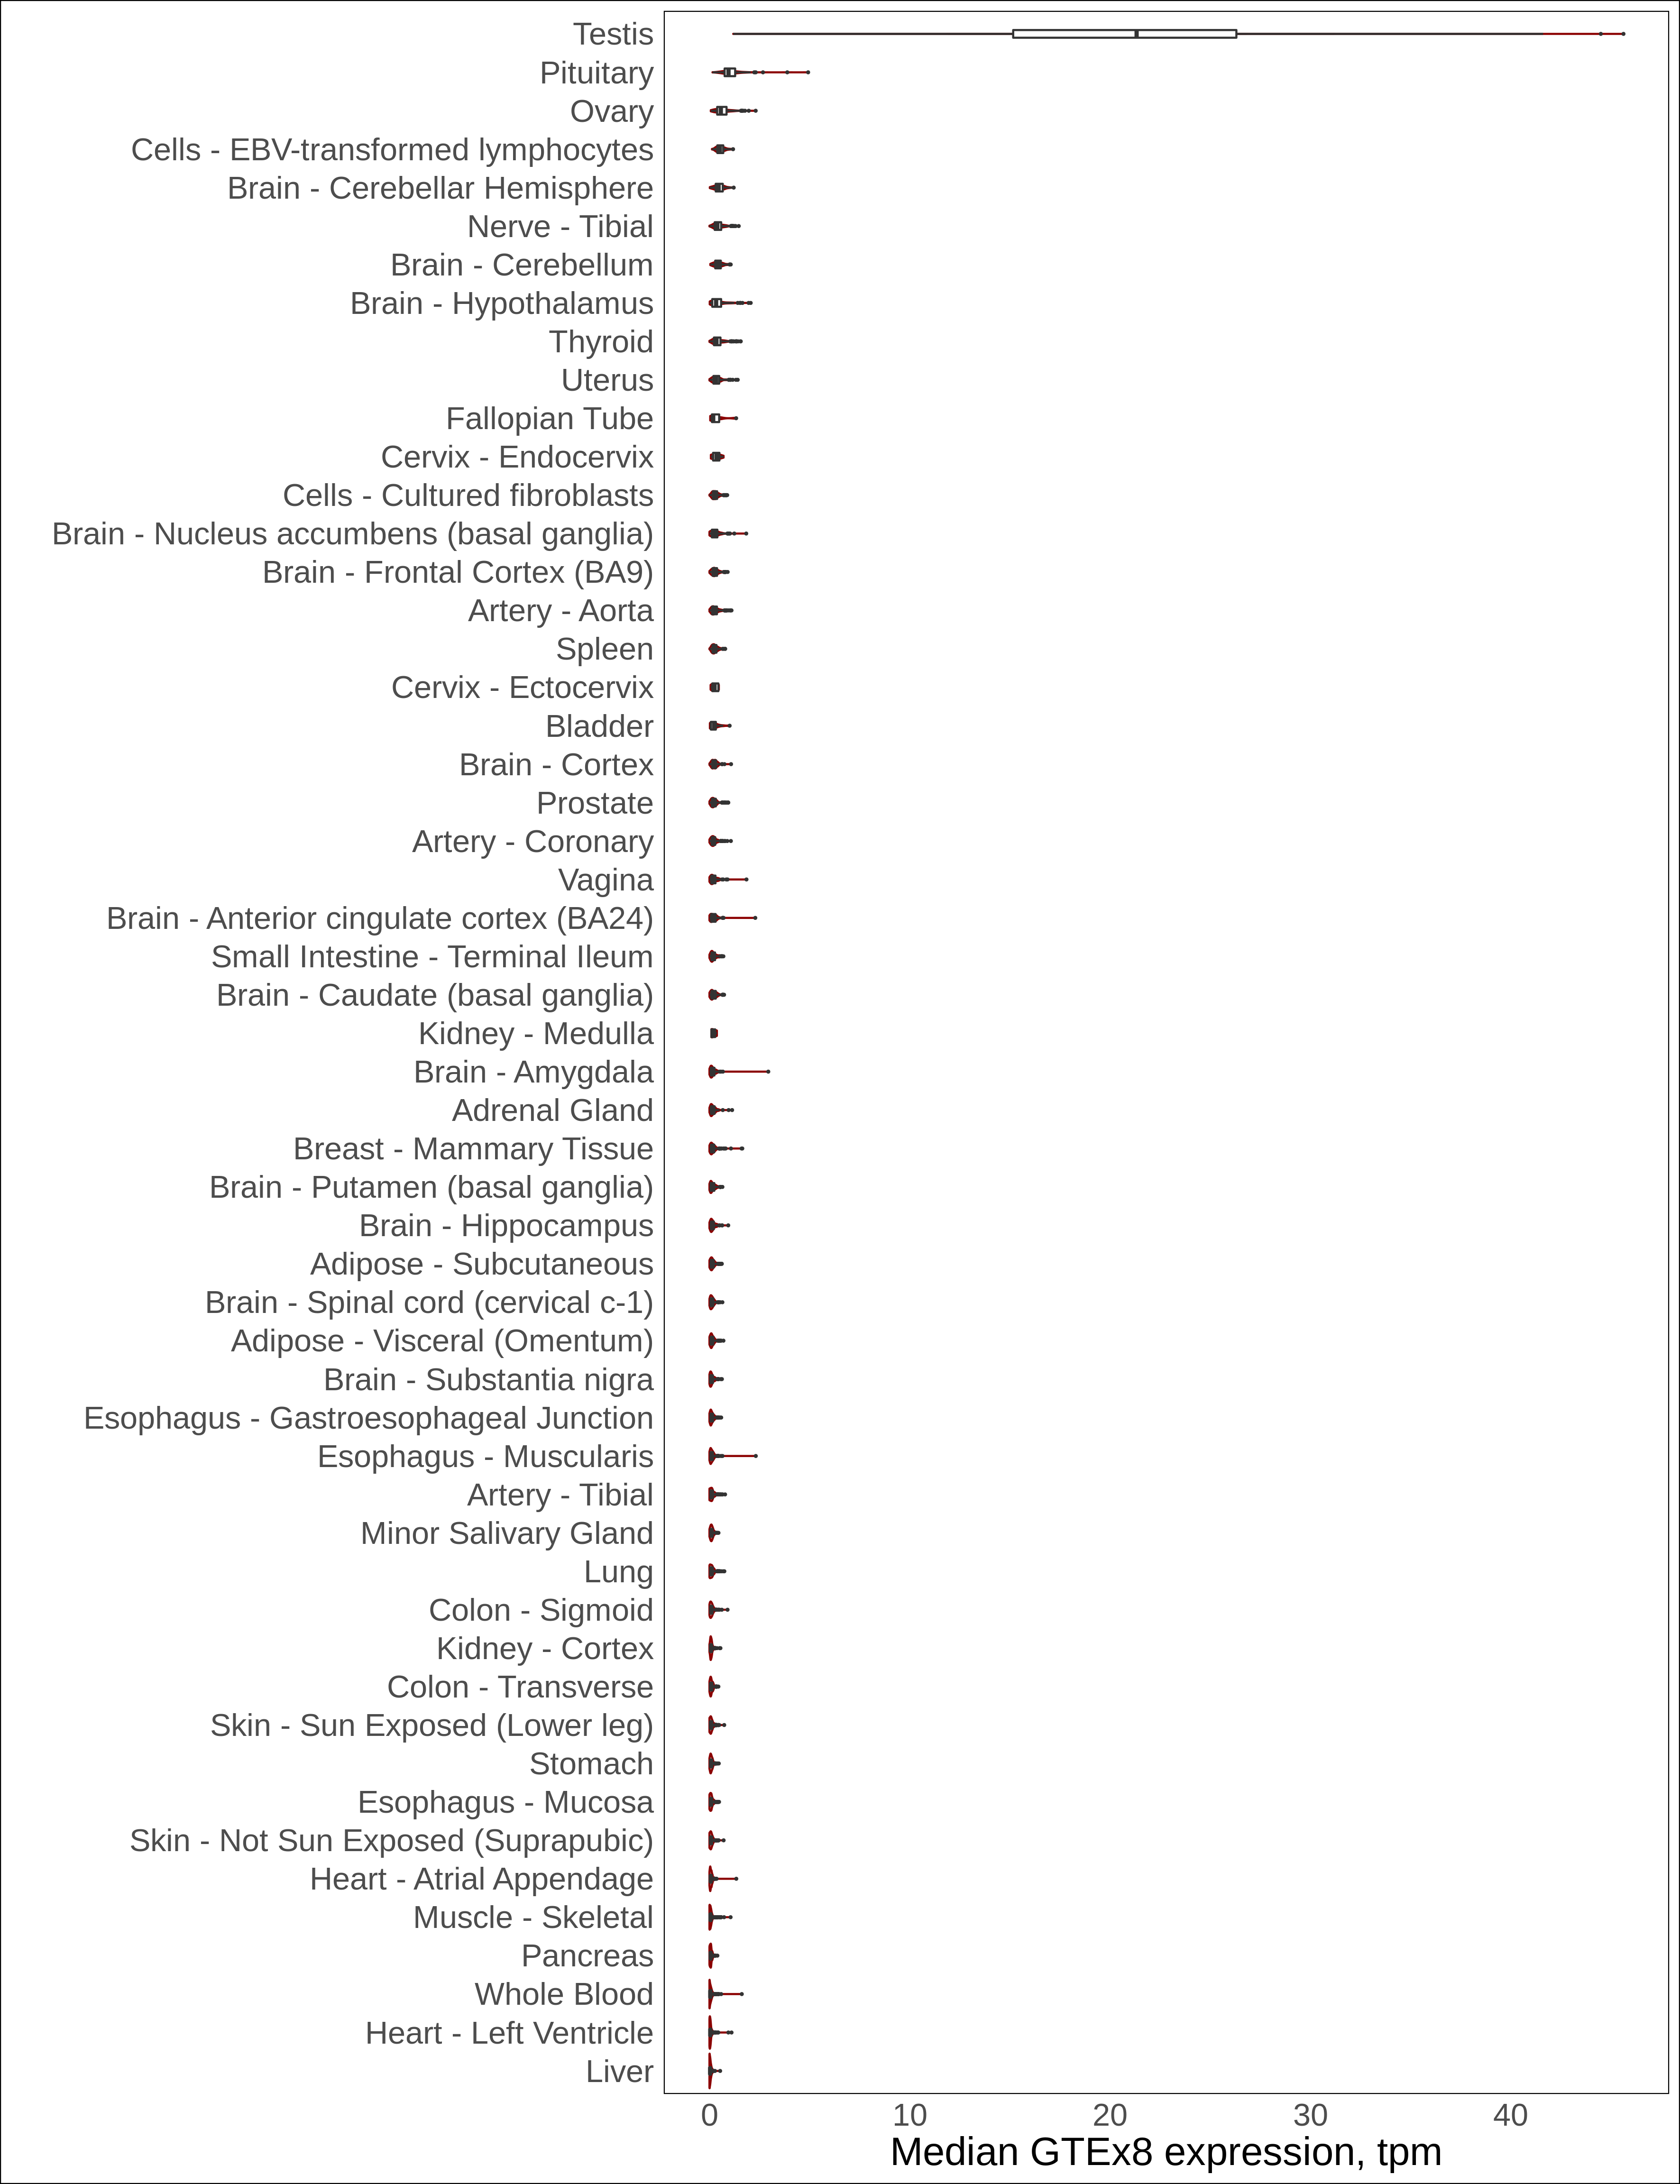 Testis
Pituitary
Ovary
Cells - EBV-transformed lymphocytes
Brain - Cerebellar Hemisphere
Nerve - Tibial
Brain - Cerebellum
Brain - Hypothalamus
Thyroid
Uterus
Fallopian Tube
Cervix - Endocervix
Cells - Cultured fibroblasts
Brain - Nucleus accumbens (basal ganglia)
Brain - Frontal Cortex (BA9)
Artery - Aorta
Spleen
Cervix - Ectocervix
Bladder
Brain - Cortex
Prostate
Artery - Coronary
Vagina
Brain - Anterior cingulate cortex (BA24)
Small Intestine - Terminal Ileum
Brain - Caudate (basal ganglia)
Kidney - Medulla
Brain - Amygdala
Adrenal Gland
Breast - Mammary Tissue
Brain - Putamen (basal ganglia)
Brain - Hippocampus
Adipose - Subcutaneous
Brain - Spinal cord (cervical c-1)
Adipose - Visceral (Omentum)
Brain - Substantia nigra
Esophagus - Gastroesophageal Junction
Esophagus - Muscularis
Artery - Tibial
Minor Salivary Gland
Lung
Colon - Sigmoid
Kidney - Cortex
Colon - Transverse
Skin - Sun Exposed (Lower leg)
Stomach
Esophagus - Mucosa
Skin - Not Sun Exposed (Suprapubic)
Heart - Atrial Appendage
Muscle - Skeletal
Pancreas
Whole Blood
Heart - Left Ventricle
Liver
0 10 20 30 40
Median GTEx8 expression, tpm